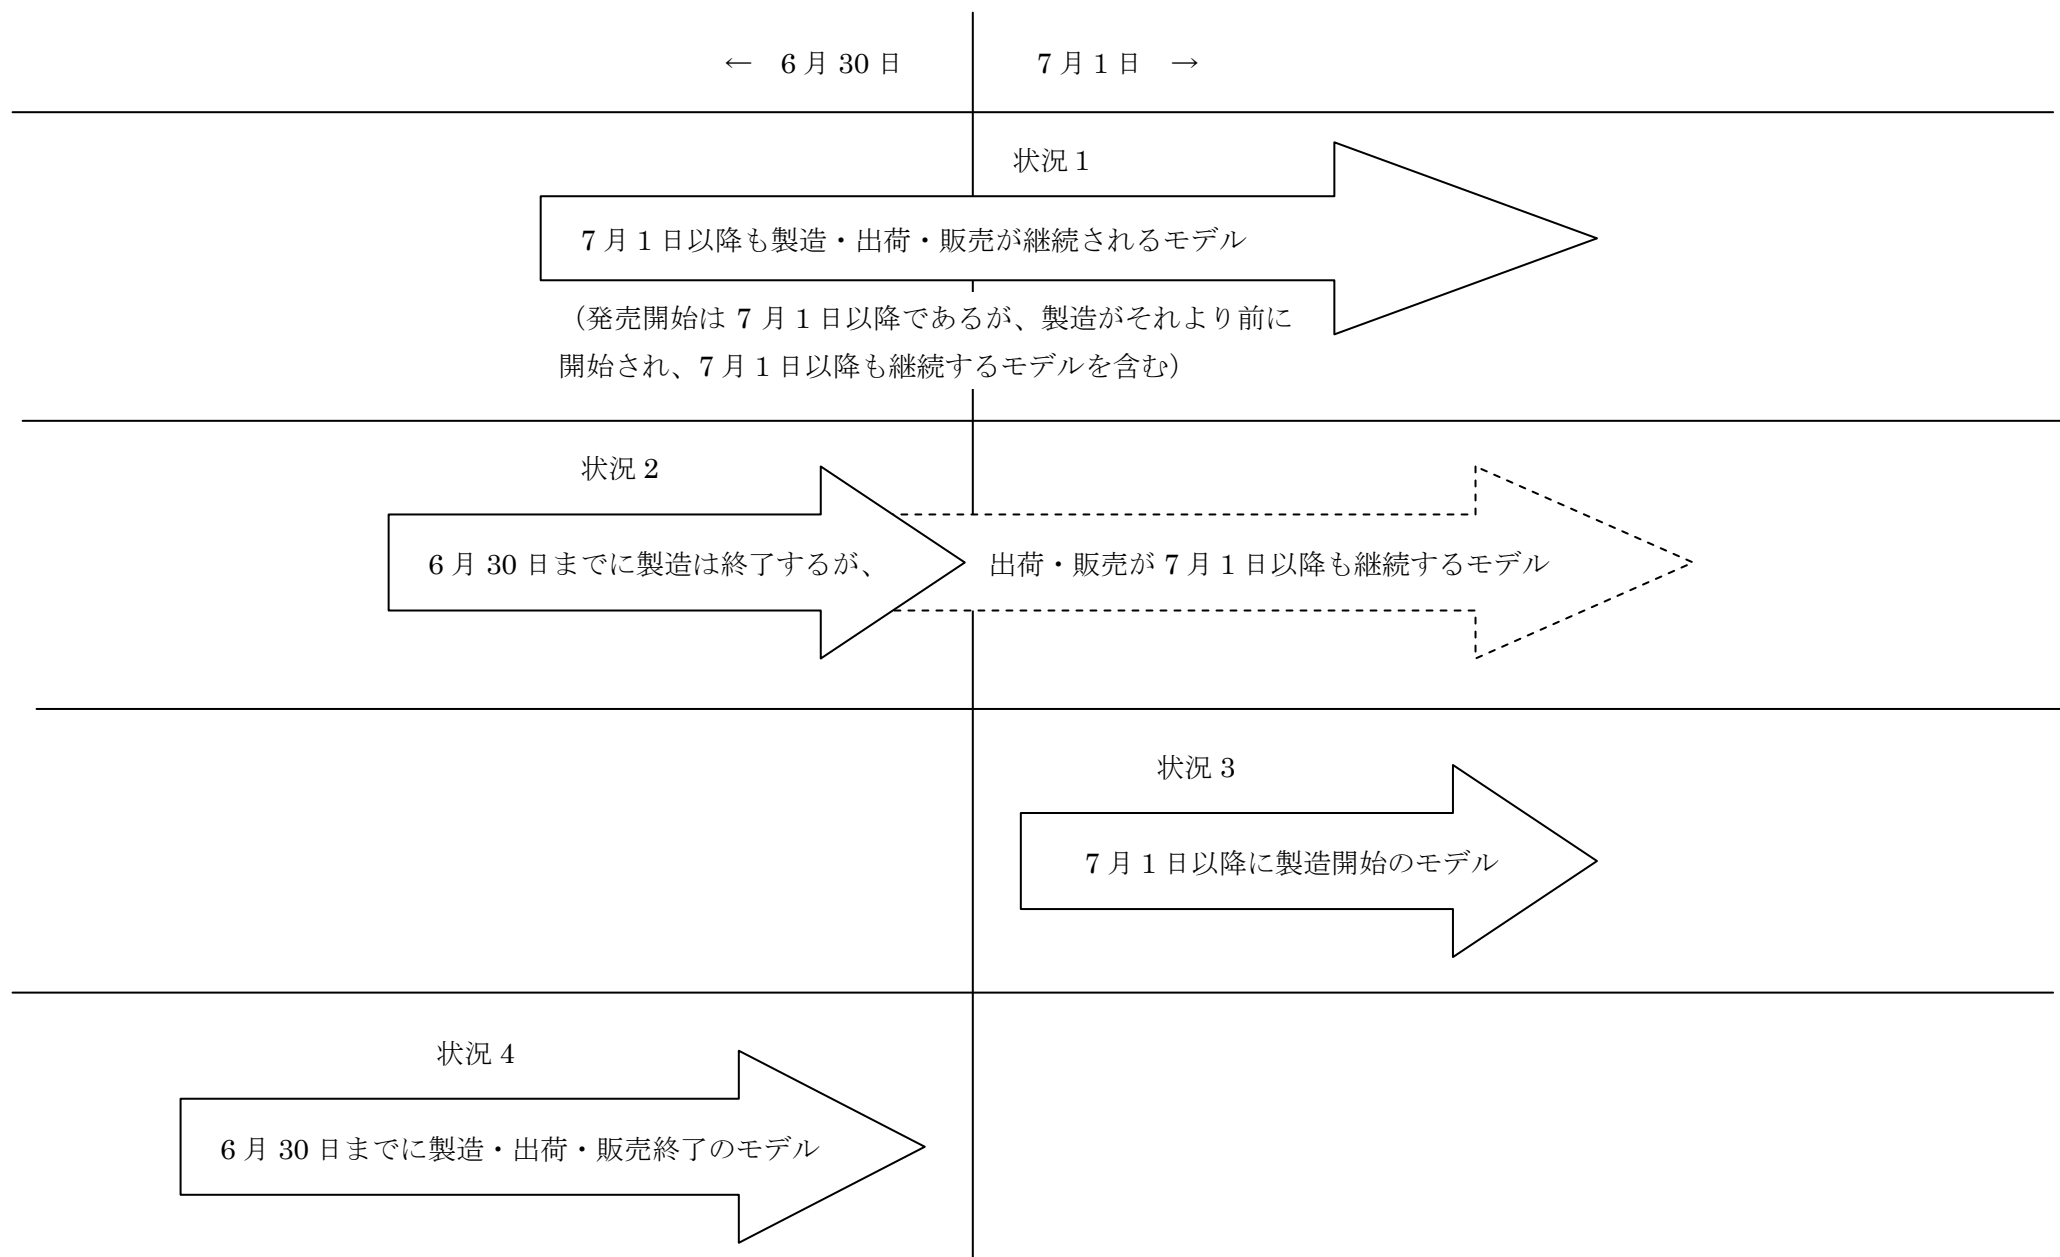 ← 6月30日 7月1日 →
状況1
7月1日以降も製造・出荷・販売が継続されるモデル
（発売開始は 7月1日以降であるが、製造がそれより前に
開始され、7月1日以降も継続するモデルを含む）
状況2
6月30日までに製造は終了するが、 出荷・販売が7月1日以降も継続するモデル
状況3
7月1日以降に製造開始のモデル
状況4
6月30日までに製造・出荷・販売終了のモデル